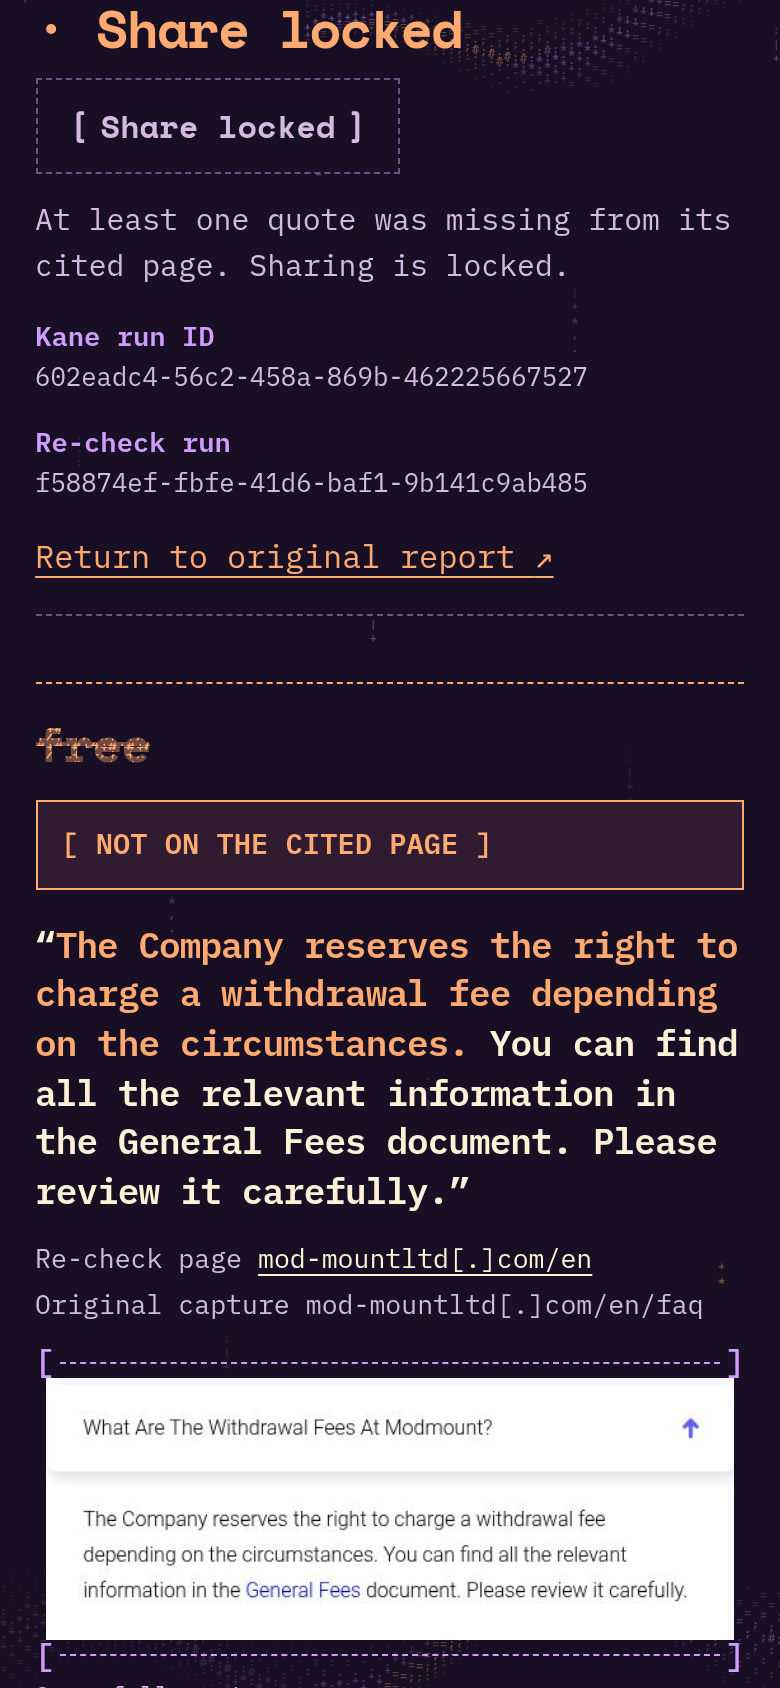 • Share locked
[ Share locked ]
At least one quote was missing from its
cited page. Sharing is locked.
Kane run ID
602eadc4-56c2-458a-869b-462225667527
Re-check run
f58874ef-fbfe-41d6-baf1-9b141c9ab485
Return to original report ↗
free
[ NOT ON THE CITED PAGE ]
“The Company reserves the right to
charge a withdrawal fee depending
on the circumstances. You can find
all the relevant information in
the General Fees document. Please
review it carefully.”
Re-check page mod-mountltd[.]com/en
Original capture mod-mountltd[.]com/en/faq
What Are The Withdrawal Fees At Modmount?
The Company reserves the right to charge a withdrawal fee
depending on the circumstances. You can find all the relevant
information in the General Fees document. Please review it carefully.